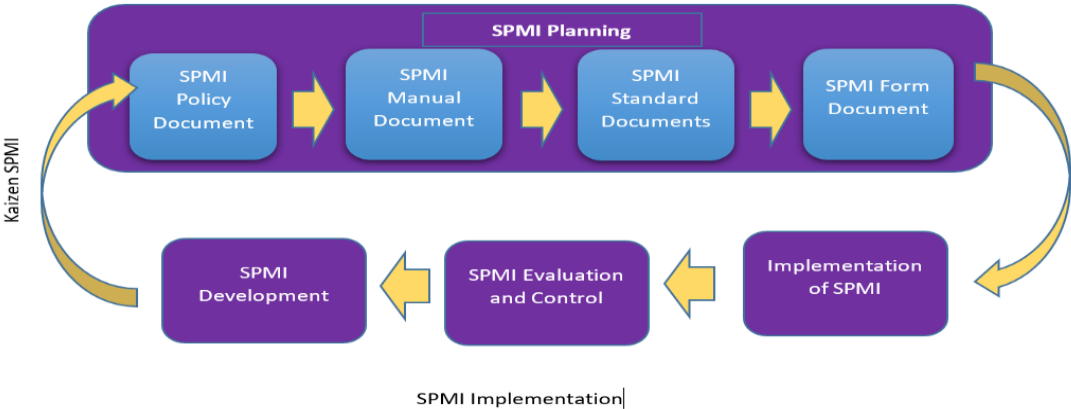 SPMI Planning
SPMI
Policy
Document
SPMI
Manual
Document
SPMI
Standard
Documents
SPMI Form
Document
Kaizen SPMI
SPMI
Development
SPMI Evaluation
and Control
Implementation
of SPMI
SPMI Implementation